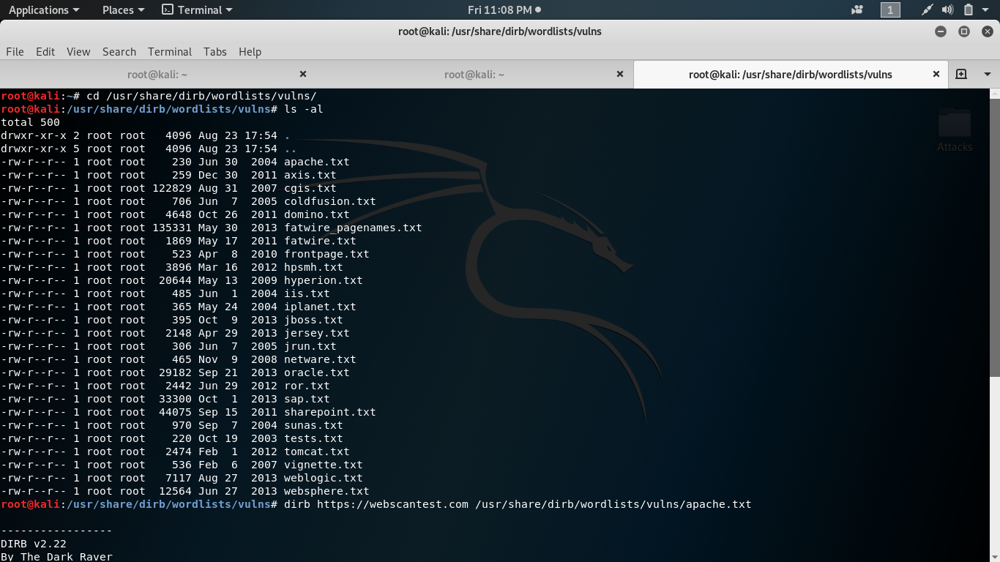 Applications Places Terminal Fri 11:08 PM 1
root@kali: /usr/share/dirb/wordlists/vulns
File Edit View Search Terminal Tabs Help
root@kali: ~ root@kali: ~ root@kali: /usr/share/dirb/wordlists/vulns
root@kali:~# cd /usr/share/dirb/wordlists/vulns/
root@kali:/usr/share/dirb/wordlists/vulns# ls -al
total 500
drwxr-xr-x 2 root root   4096 Aug 23 17:54 .
drwxr-xr-x 5 root root   4096 Aug 23 17:54 ..
-rw-r--r-- 1 root root    230 Jun 30  2004 apache.txt
-rw-r--r-- 1 root root    259 Dec 30  2011 axis.txt
-rw-r--r-- 1 root root 122829 Aug 31  2007 cgis.txt
-rw-r--r-- 1 root root    706 Jun  7  2005 coldfusion.txt
-rw-r--r-- 1 root root   4648 Oct 26  2011 domino.txt
-rw-r--r-- 1 root root 135331 May 30  2013 fatwire_pagenames.txt
-rw-r--r-- 1 root root   1869 May 17  2011 fatwire.txt
-rw-r--r-- 1 root root    523 Apr  8  2010 frontpage.txt
-rw-r--r-- 1 root root   3896 Mar 16  2012 hpsmh.txt
-rw-r--r-- 1 root root  20644 May 13  2009 hyperion.txt
-rw-r--r-- 1 root root    485 Jun  1  2004 iis.txt
-rw-r--r-- 1 root root    365 May 24  2004 iplanet.txt
-rw-r--r-- 1 root root    395 Oct  9  2013 jboss.txt
-rw-r--r-- 1 root root   2148 Apr 29  2013 jersey.txt
-rw-r--r-- 1 root root    306 Jun  7  2005 jrun.txt
-rw-r--r-- 1 root root    465 Nov  9  2008 netware.txt
-rw-r--r-- 1 root root  29182 Sep 21  2013 oracle.txt
-rw-r--r-- 1 root root   2442 Jun 29  2012 ror.txt
-rw-r--r-- 1 root root  33300 Oct  1  2013 sap.txt
-rw-r--r-- 1 root root  44075 Sep 15  2011 sharepoint.txt
-rw-r--r-- 1 root root    970 Sep  7  2004 sunas.txt
-rw-r--r-- 1 root root    220 Oct 19  2003 tests.txt
-rw-r--r-- 1 root root   2474 Feb  1  2012 tomcat.txt
-rw-r--r-- 1 root root    536 Feb  6  2007 vignette.txt
-rw-r--r-- 1 root root   7117 Aug 27  2013 weblogic.txt
-rw-r--r-- 1 root root  12564 Jun 27  2013 websphere.txt
root@kali:/usr/share/dirb/wordlists/vulns# dirb https://webscantest.com /usr/share/dirb/wordlists/vulns/apache.txt
-----------------
DIRB v2.22
By The Dark Raver
Attacks